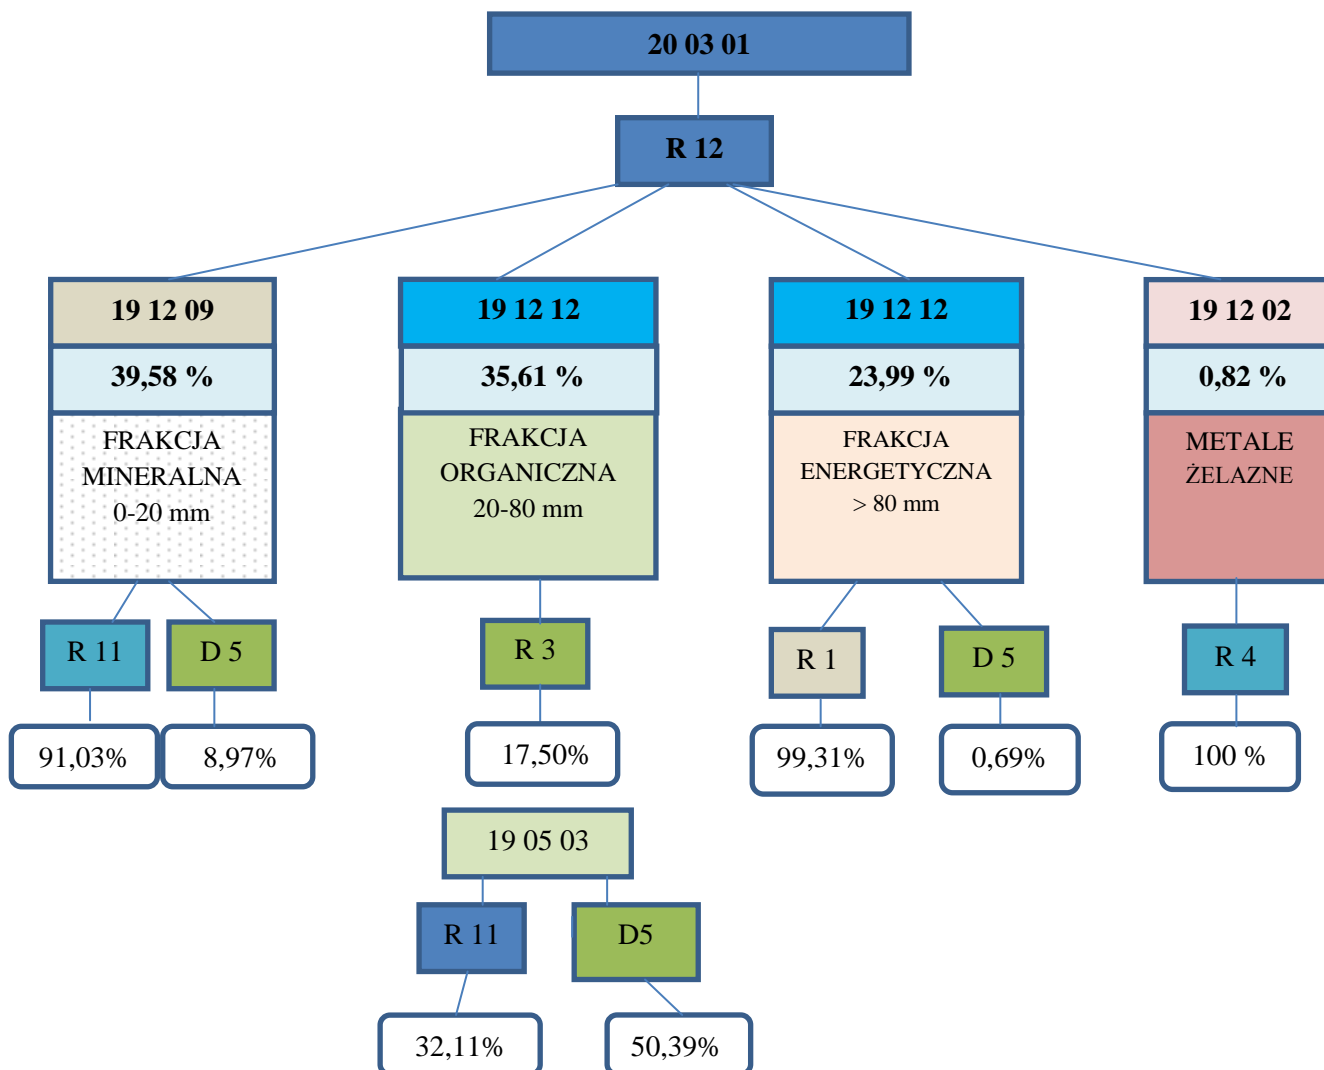 20 03 01
R 12
19 12 09
39,58 %
FRAKCJA
MINERALNA
0-20 mm
19 12 12
35,61 %
FRAKCJA
ORGANICZNA
20-80 mm
19 12 12
23,99 %
FRAKCJA
ENERGETYCZNA
> 80 mm
19 12 02
0,82 %
METALE
ŻELAZNE
R 11
D 5
R 3
R 1
D 5
R 4
91,03%
8,97%
17,50%
99,31%
0,69%
100 %
19 05 03
R 11
D5
32,11%
50,39%